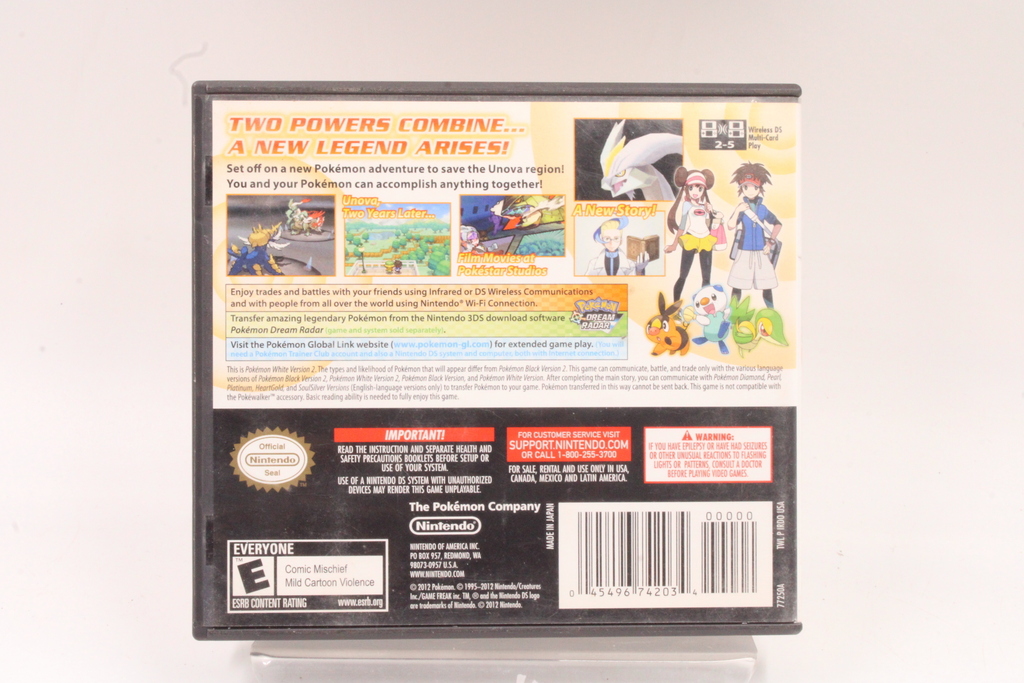 TWO POWERS COMBINE...
A NEW LEGEND ARISES!
Set off on a new Pokémon adventure to save the Unova region!
You and your Pokémon can accomplish anything together!
2-5
Wireless DS
Multi-Card
Play
Unova,
Two Years Later...
Film Movies at
Pokéstar Studios
A New Story!
Enjoy trades and battles with your friends using Infrared or DS Wireless Communications
and with people from all over the world using Nintendo® Wi-Fi Connection.
Transfer amazing legendary Pokémon from the Nintendo 3DS download software
Pokémon Dream Radar (game and system sold separately).
Pokémon
DREAM
RADAR
Visit the Pokémon Global Link website (www.pokemon-gl.com) for extended game play. (You will
need a Pokémon Trainer Club account and also a Nintendo DS system and computer, both with Internet connection.)
This is Pokémon White Version 2. The types and likelihood of Pokémon that will appear differ from Pokémon Black Version 2. This game can communicate, battle, and trade only with the various language
versions of Pokémon Black Version 2, Pokémon White Version 2, Pokémon Black Version, and Pokémon White Version. After completing the main story, you can communicate with Pokémon Diamond, Pearl,
Platinum, HeartGold, and SoulSilver Versions (English-language versions only) to transfer Pokémon to your game. Pokémon transferred in this way cannot be sent back. This game is not compatible with
the Pokéwalker™ accessory. Basic reading ability is needed to fully enjoy this game.
Official
Nintendo
Seal
IMPORTANT!
READ THE INSTRUCTION AND SEPARATE HEALTH AND
SAFETY PRECAUTIONS BOOKLETS BEFORE SETUP OR
USE OF YOUR SYSTEM.
USE OF A NINTENDO DS SYSTEM WITH UNAUTHORIZED
DEVICES MAY RENDER THIS GAME UNPLAYABLE.
FOR CUSTOMER SERVICE VISIT
SUPPORT.NINTENDO.COM
OR CALL 1-800-255-3700
FOR SALE, RENTAL AND USE ONLY IN USA,
CANADA, MEXICO AND LATIN AMERICA.
WARNING:
IF YOU HAVE EPILEPSY OR HAVE HAD SEIZURES
OR OTHER UNUSUAL REACTIONS TO FLASHING
LIGHTS OR PATTERNS, CONSULT A DOCTOR
BEFORE PLAYING VIDEO GAMES.
The Pokémon Company
Nintendo
NINTENDO OF AMERICA INC.
PO BOX 957, REDMOND, WA
98073-0957 U.S.A.
WWW.NINTENDO.COM
© 2012 Pokémon. © 1995–2012 Nintendo/Creatures
Inc./GAME FREAK inc. TM, ® and the Nintendo DS logo
are trademarks of Nintendo. © 2012 Nintendo.
EVERYONE
E
Comic Mischief
Mild Cartoon Violence
ESRB CONTENT RATING www.esrb.org
MADE IN JAPAN
00000
0 45496 74203 4
TWL P IRDO USA
77250A